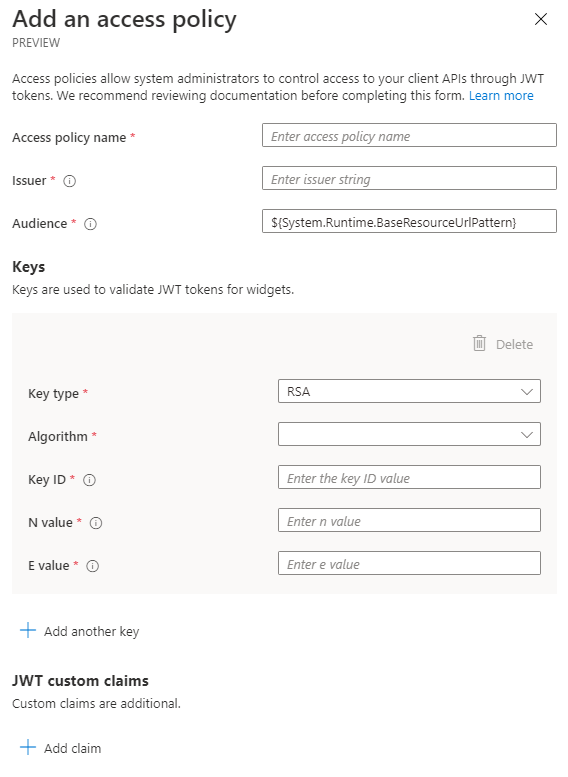 Add an access policy
PREVIEW
Access policies allow system administrators to control access to your client APIs through JWT
tokens. We recommend reviewing documentation before completing this form. Learn more
Access policy name *
Enter access policy name
Issuer *
Enter issuer string
Audience *
${System.Runtime.BaseResourceUrlPattern}
Keys
Keys are used to validate JWT tokens for widgets.
Delete
Key type *
RSA
Algorithm *
Key ID *
Enter the key ID value
N value *
Enter n value
E value *
Enter e value
Add another key
JWT custom claims
Custom claims are additional.
Add claim